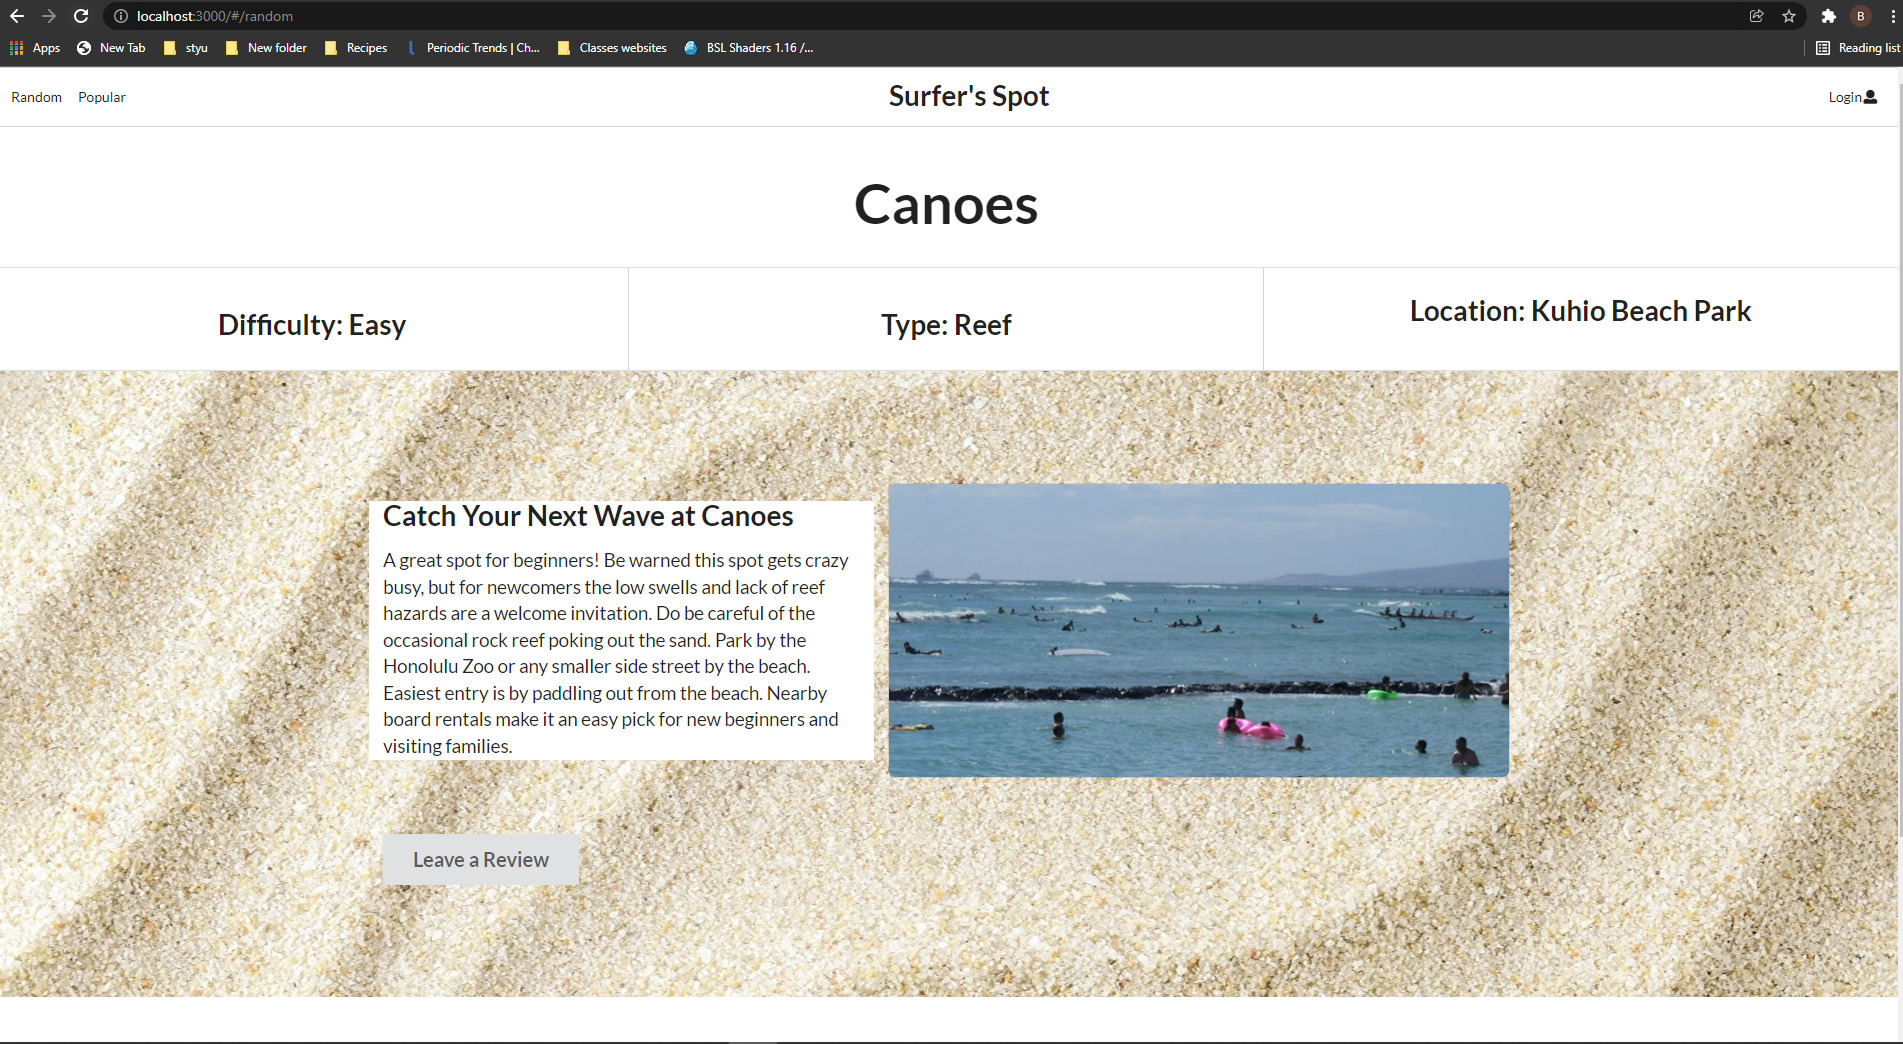 localhost:3000/#/random
B
Apps
New Tab
styu
New folder
Recipes
Periodic Trends | Ch...
Classes websites
BSL Shaders 1.16 /...
Reading list
Random
Popular
Surfer's Spot
Login
Canoes
Difficulty: Easy
Type: Reef
Location: Kuhio Beach Park
Catch Your Next Wave at Canoes
A great spot for beginners! Be warned this spot gets crazy
busy, but for newcomers the low swells and lack of reef
hazards are a welcome invitation. Do be careful of the
occasional rock reef poking out the sand. Park by the
Honolulu Zoo or any smaller side street by the beach.
Easiest entry is by paddling out from the beach. Nearby
board rentals make it an easy pick for new beginners and
visiting families.
Leave a Review